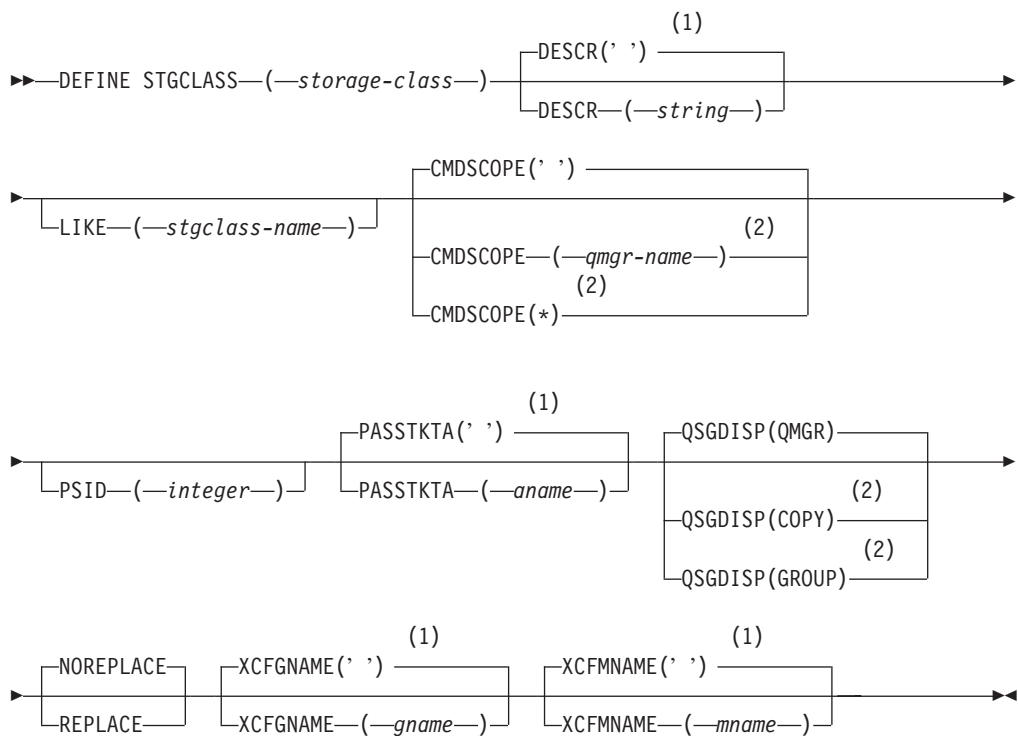 (1)
DESCR(’ ’)
DEFINE STGCLASS (storage-class)
DESCR (string)
CMDSCOPE(’ ’)
LIKE (stgclass-name)
(2)
CMDSCOPE (qmgr-name)
(2)
CMDSCOPE(*)
(1)
PASSTKTA(’ ’)
QSGDISP(QMGR)
PSID (integer)
PASSTKTA (aname)
(2)
QSGDISP(COPY)
(2)
QSGDISP(GROUP)
(1) (1)
NOREPLACE XCFGNAME(’ ’) XCFMNAME(’ ’)
REPLACE XCFGNAME (gname) XCFMNAME (mname)